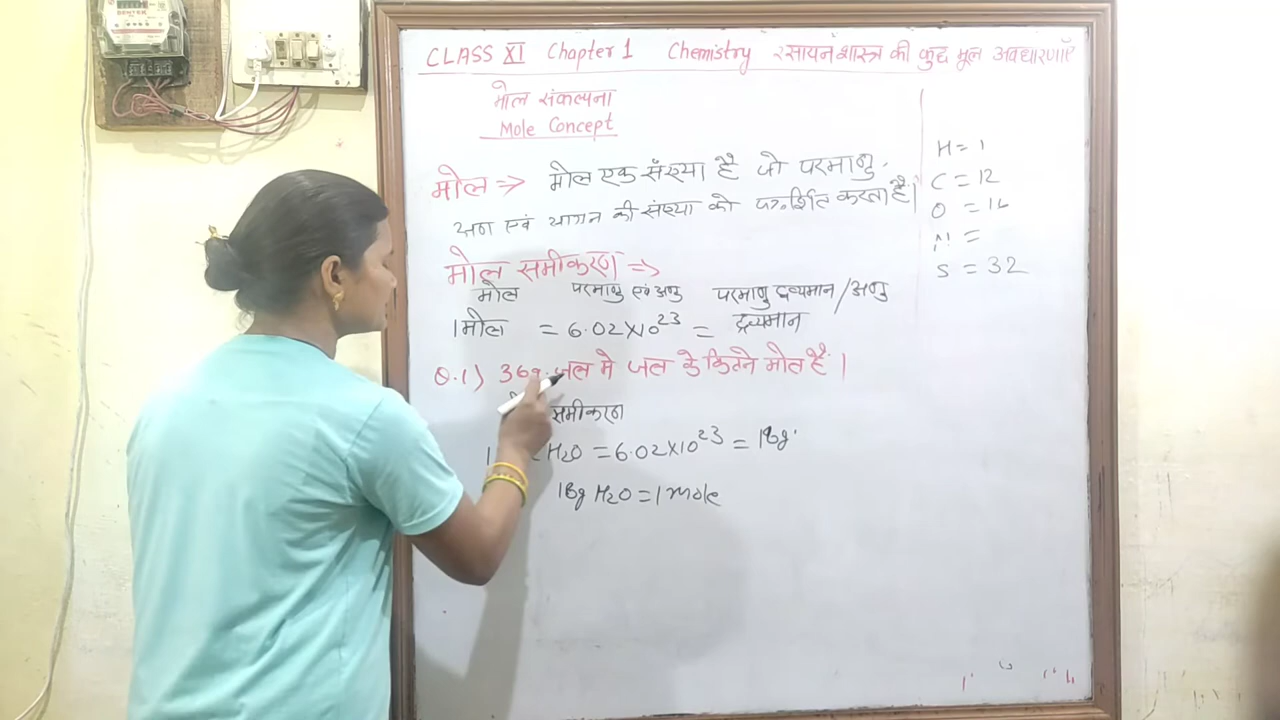 CLASS XI Chapter 1 Chemistry रसायनशास्त्र की कुछ मूल अवधारणाएँ
मोल संकल्पना
Mole Concept
मोल => मोल एक संख्या है जो परमाणु,
अणु एवं की संख्या को करता है।
मोल समीकरण =>
मोल परमाणु एवं अणु परमाणु द्रव्यमान/अणु
द्रव्यमान
1मोल = 6.02×10²³ =
Q.1) 36g जल मे जल के कितने मोल है।
समीकरण
1 H₂O = 6.02×10²³ = 18g.
18g H₂O = 1 mole
H = 1
C = 12
O = 16
N =
S = 32